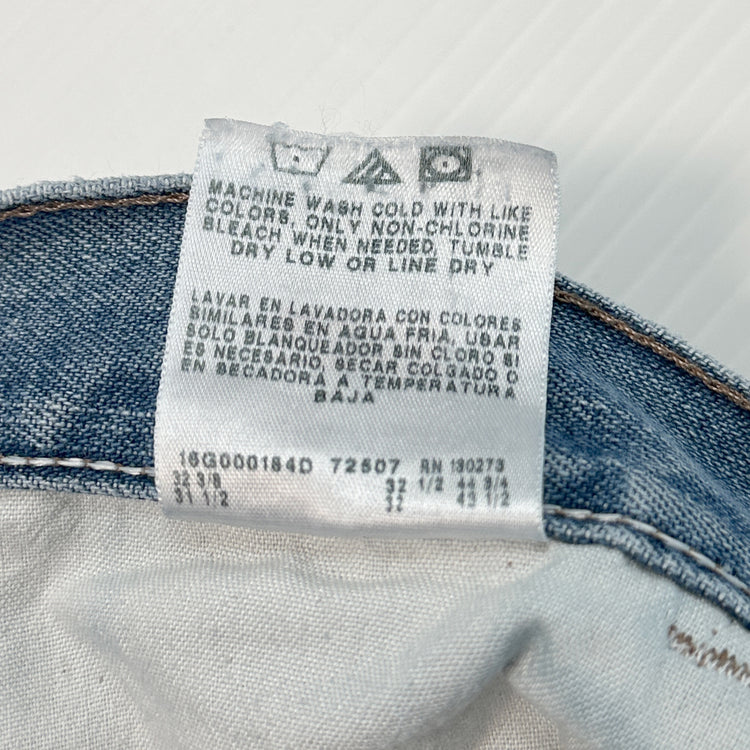 MACHINE WASH COLD WITH LIKE
COLORS, ONLY NON-CHLORINE
BLEACH WHEN NEEDED, TUMBLE
DRY LOW OR LINE DRY
LAVAR EN LAVADORA CON COLORES
SIMILARES EN AGUA FRIA, USAR
SOLO BLANQUEADOR SIN CLORO SI
ES NECESARIO, SECAR COLGADO O
EN SECADORA A TEMPERATURA
BAJA
16G000184D 72507 RN 130273
32 3/8 32 1/2 44 3/4
31 1/2 32 43 1/2